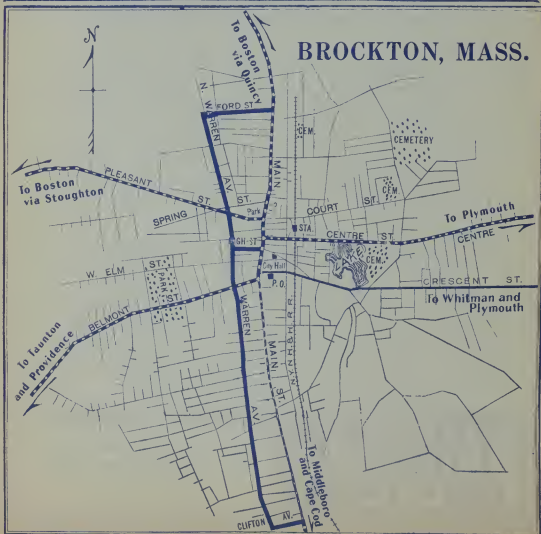 BROCKTON, MASS.
N
To Boston
via Quincy
N. WARREN
AV.
FORD ST.
MAIN
CEM.
CEMETERY
CEM
PLEASANT
ST.
To Boston
via Stoughton
SPRING
ST.
Park
COURT
ST.
STA.
CENTRE
ST.
To Plymouth
CENTRE
GH-ST.
City Hall
P.O.
LAKE
CEM.
CRESCENT ST.
To Whitman and
Plymouth
W. ELM
ST.
PARK
BELMONT
ST.
To Taunton
and Providence
WARREN
AV.
MAIN
ST.
N.Y.N.H.&H.R.R.
To Middleboro
and Cape Cod
CLIFTON
AV.